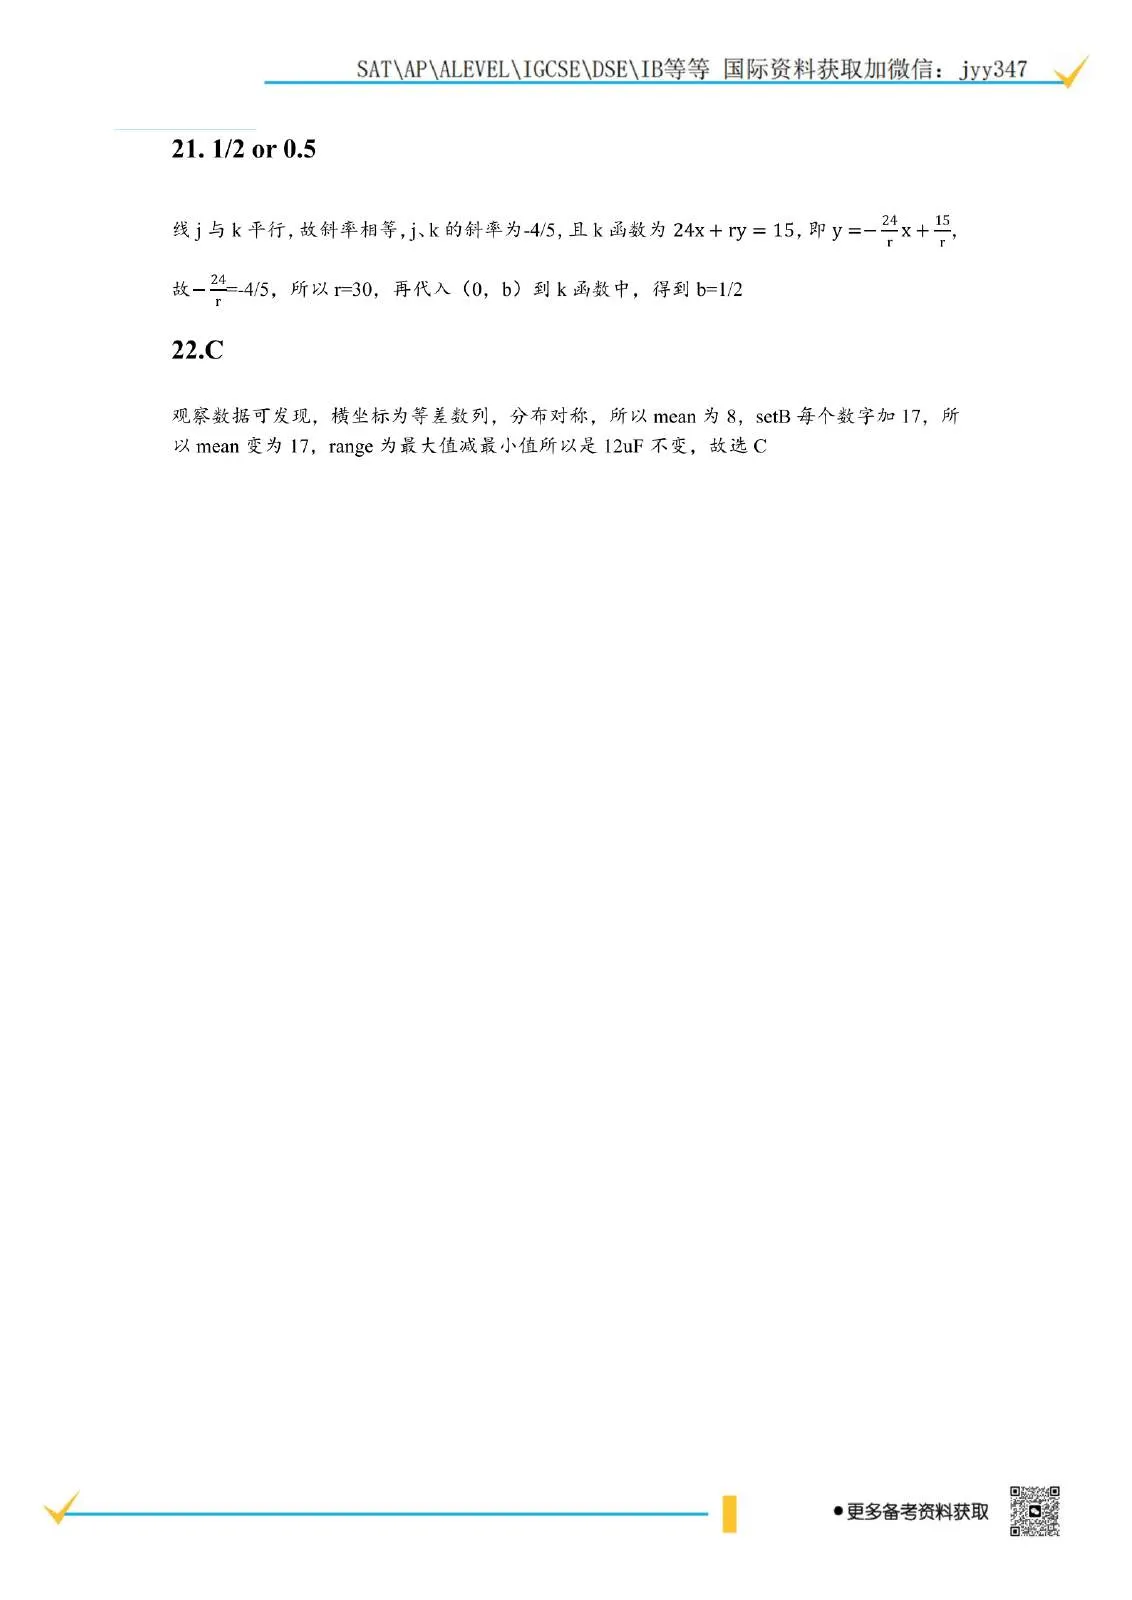 SAT\AP\ALEVEL\IGCSE\DSE\IB等等 国际资料获取加微信：jyy347
21. 1/2 or 0.5
线 j 与 k 平行，故斜率相等，j、k 的斜率为-4/5，且 k 函数为 24x + ry = 15，即 y =− 24/r x + 15/r，
故− 24/r=-4/5，所以 r=30，再代入（0，b）到 k 函数中，得到 b=1/2
22.C
观察数据可发现，横坐标为等差数列，分布对称，所以 mean 为 8，setB 每个数字加 17，所
以 mean 变为 17，range 为最大值减最小值所以是 12uF 不变，故选 C
●更多备考资料获取